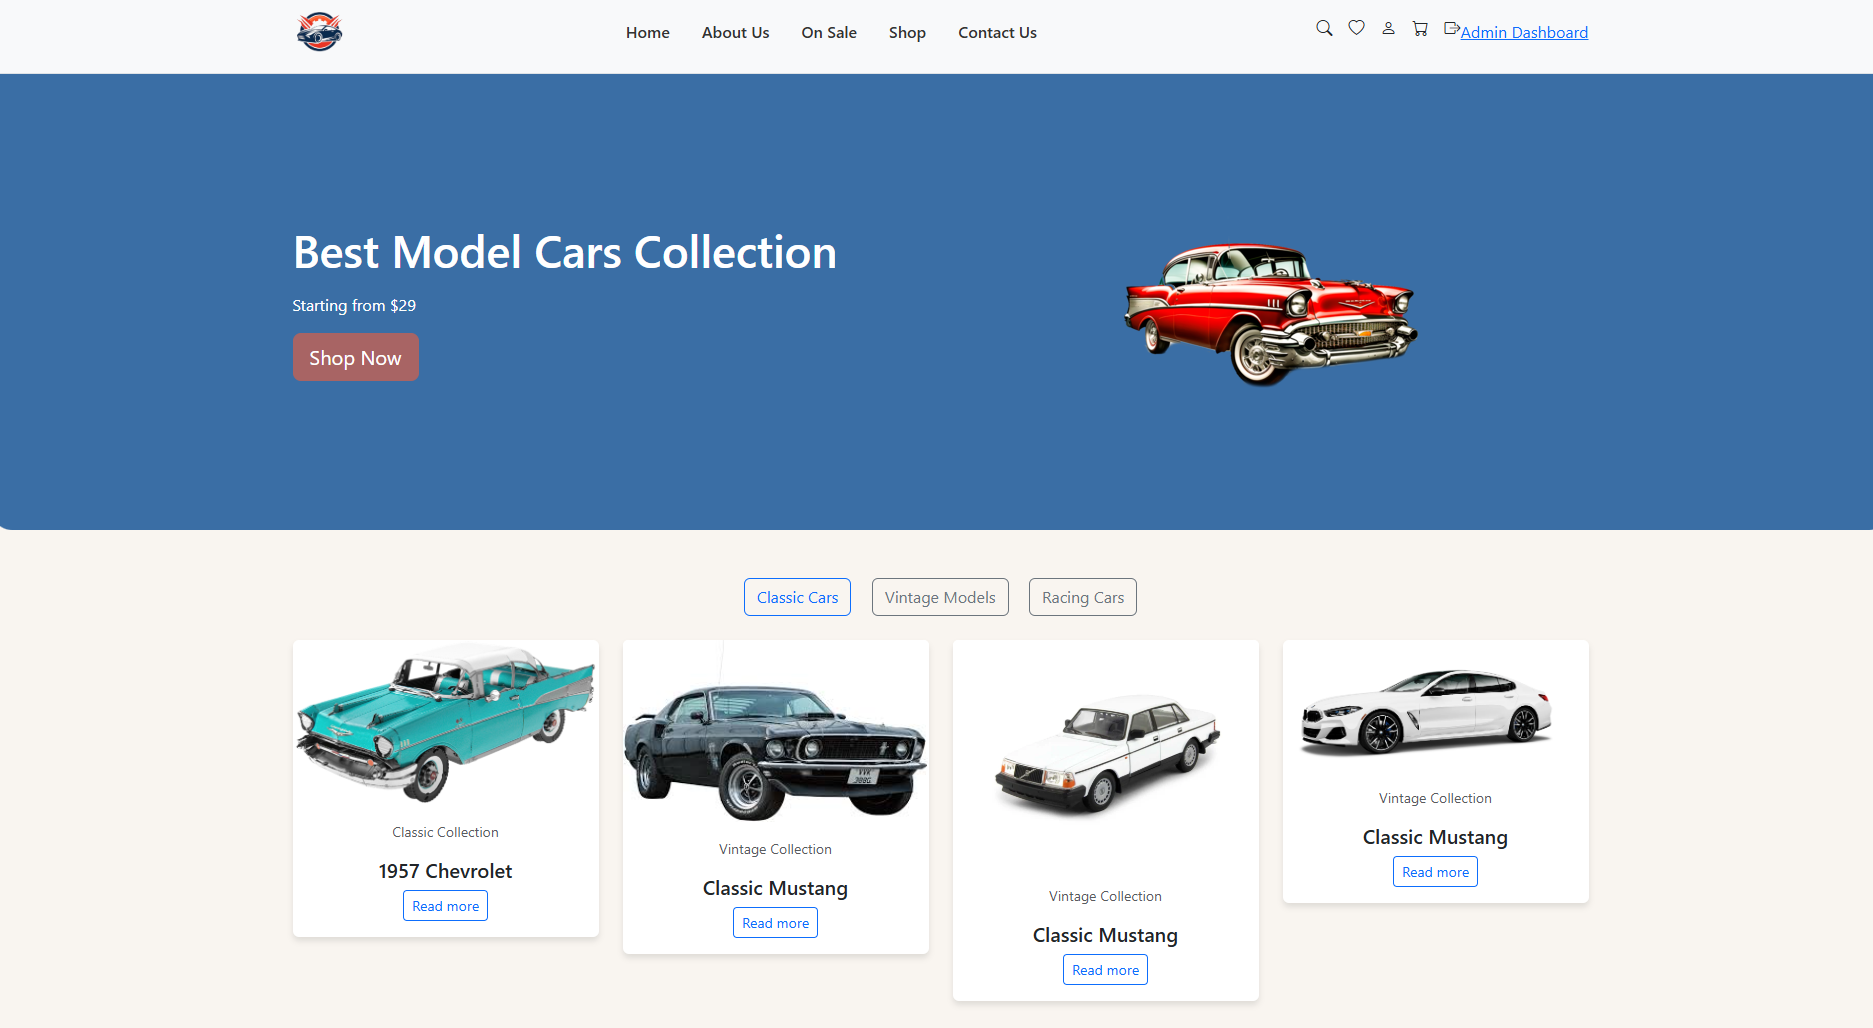 Home
About Us
On Sale
Shop
Contact Us
Admin Dashboard
Best Model Cars Collection
Starting from $29
Shop Now
Classic Cars
Vintage Models
Racing Cars
Classic Collection
1957 Chevrolet
Read more
VVK
308G
Vintage Collection
Classic Mustang
Read more
Vintage Collection
Classic Mustang
Read more
Vintage Collection
Classic Mustang
Read more